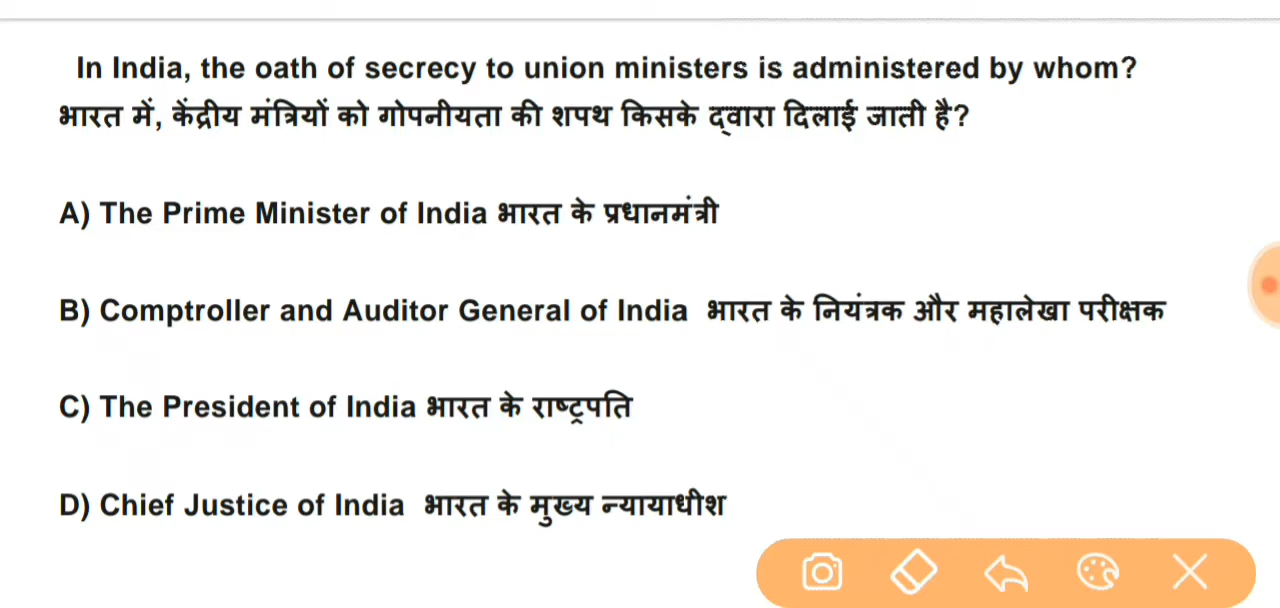 In India, the oath of secrecy to union ministers is administered by whom?
भारत में, केंद्रीय मंत्रियों को गोपनीयता की शपथ किसके द्वारा दिलाई जाती है?
A) The Prime Minister of India भारत के प्रधानमंत्री
B) Comptroller and Auditor General of India भारत के नियंत्रक और महालेखा परीक्षक
C) The President of India भारत के राष्ट्रपति
D) Chief Justice of India भारत के मुख्य न्यायाधीश